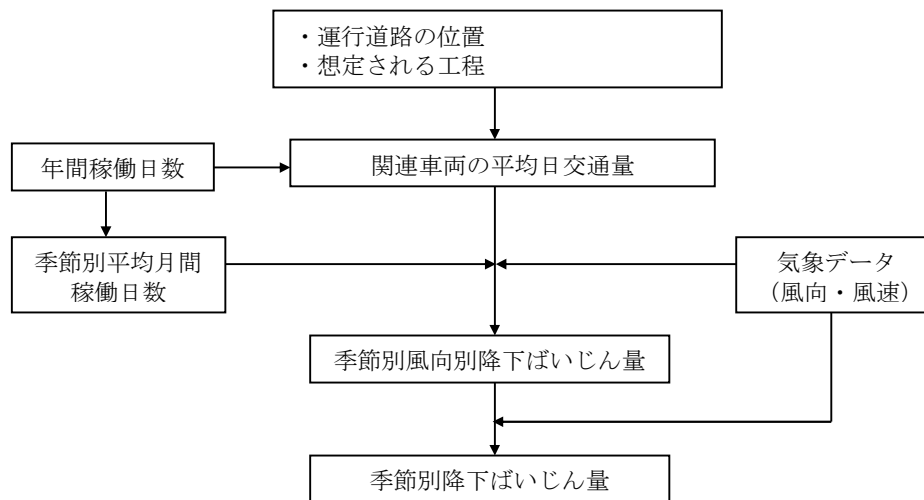 ・運行道路の位置
・想定される工程
年間稼働日数
関連車両の平均日交通量
季節別平均月間
稼働日数
気象データ
（風向・風速）
季節別風向別降下ばいじん量
季節別降下ばいじん量